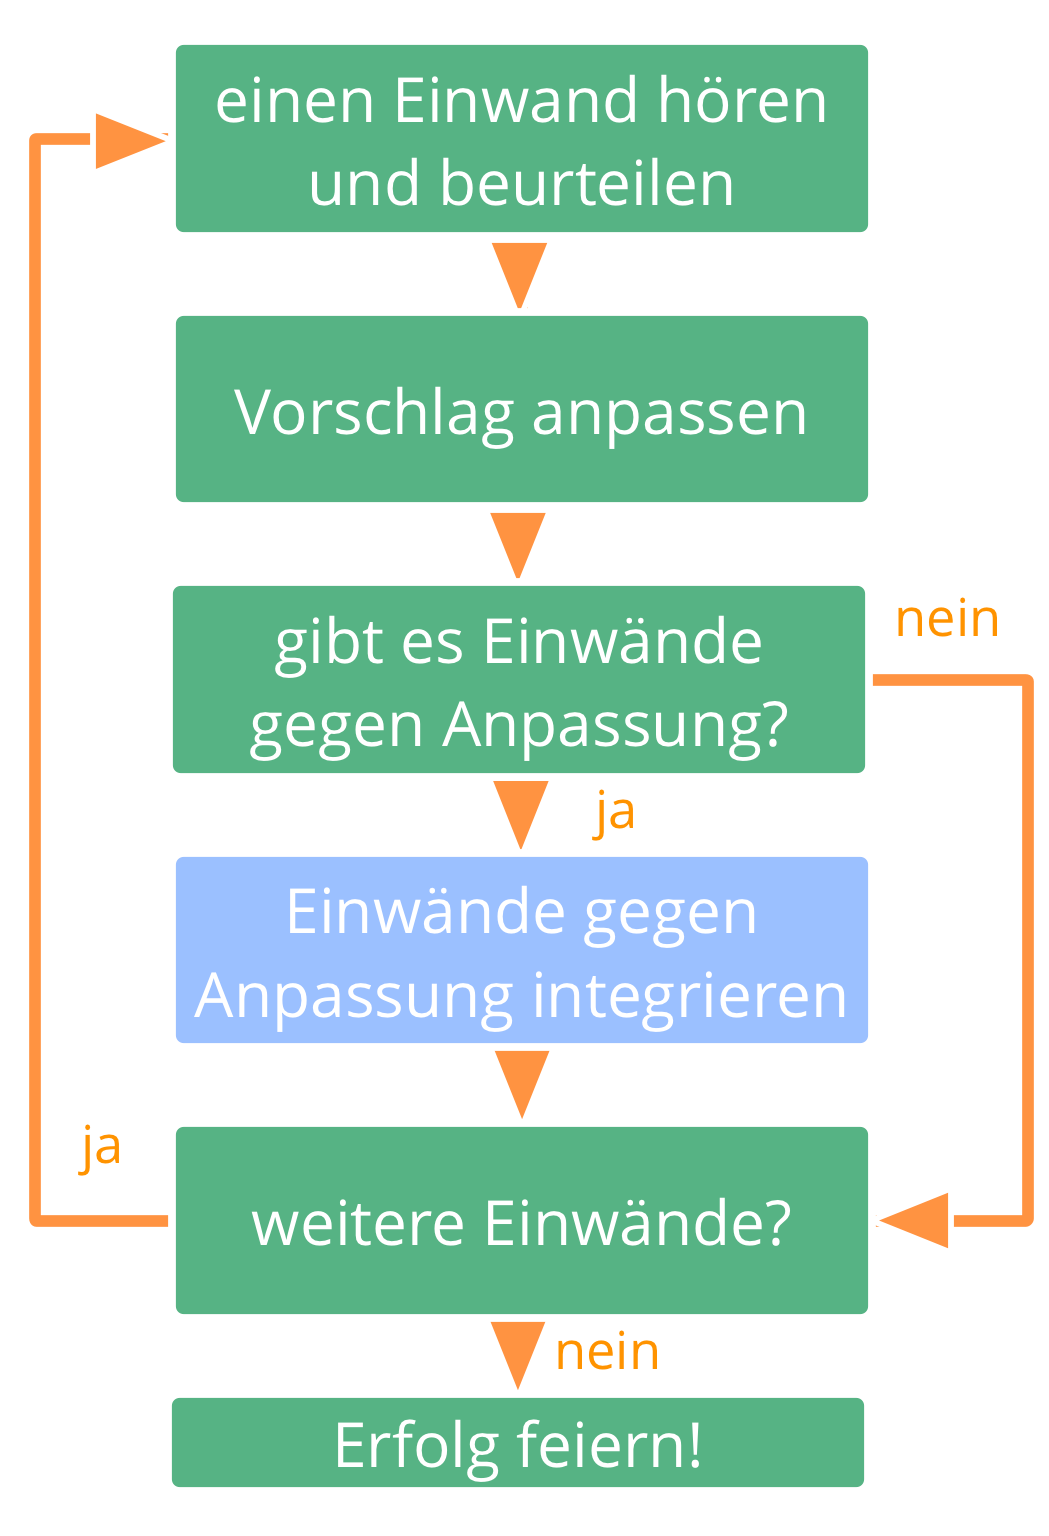 einen Einwand hören
und beurteilen
Vorschlag anpassen
gibt es Einwände
gegen Anpassung?
nein
ja
Einwände gegen
Anpassung integrieren
ja
weitere Einwände?
nein
Erfolg feiern!